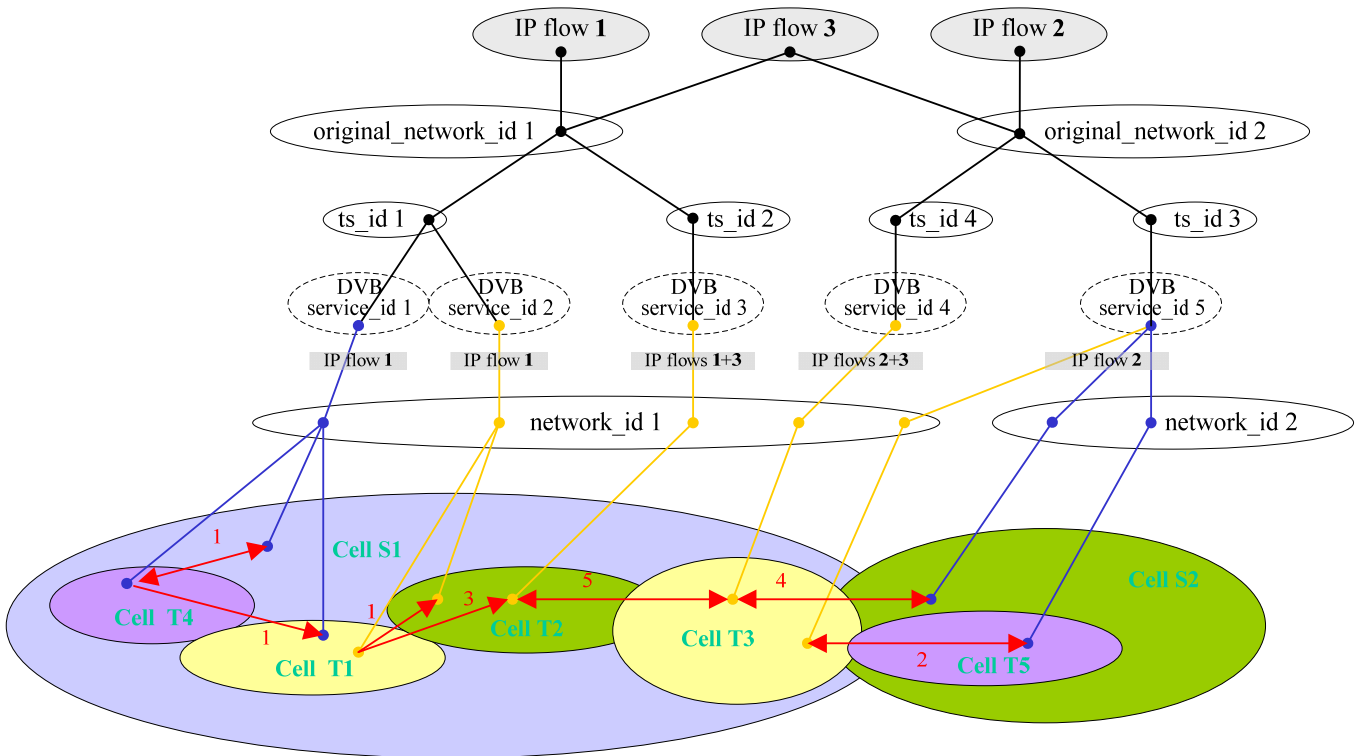 IP flow 1
IP flow 3
IP flow 2
original_network_id 1
original_network_id 2
ts_id 1
ts_id 2
ts_id 4
ts_id 3
DVB
service_id 1
DVB
service_id 2
DVB
service_id 3
DVB
service_id 4
DVB
service_id 5
IP flow 1
IP flow 1
IP flows 1+3
IP flows 2+3
IP flow 2
network_id 1
network_id 2
1
Cell S1
5
4
Cell S2
Cell T4
1
3
1
Cell T2
Cell T3
Cell T1
2
Cell T5